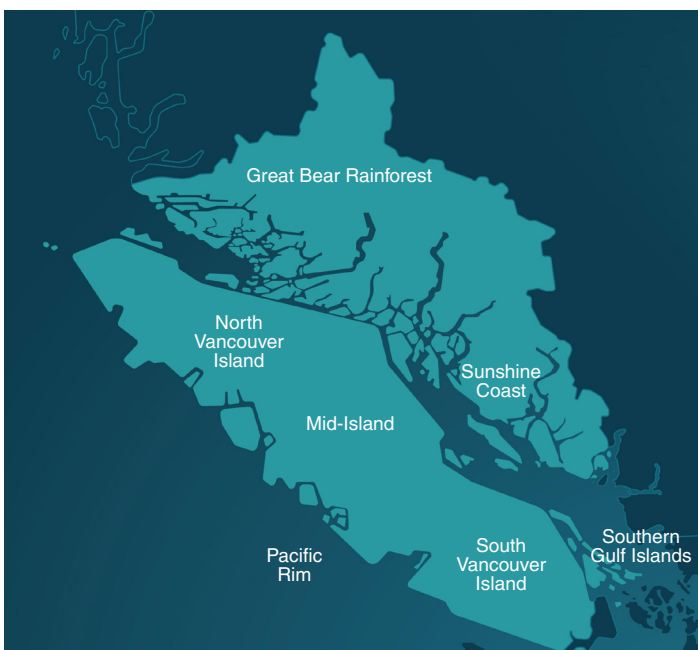 Great Bear Rainforest
North
Vancouver
Island
Sunshine
Coast
Mid-Island
Pacific
Rim
South
Vancouver
Island
Southern
Gulf Islands